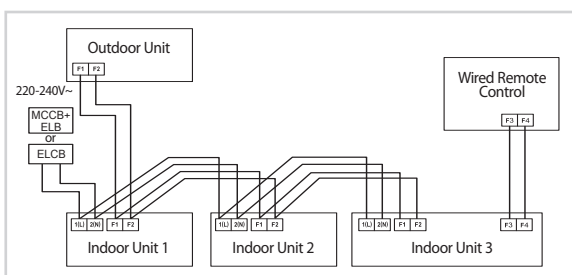 Outdoor Unit
F1 F2
220-240V~
MCCB+
ELB
or
ELCB
Wired Remote
Control
F3 F4
1(L) 2(N) F1 F2
Indoor Unit 1
1(L) 2(N) F1 F2
Indoor Unit 2
1(L) 2(N) F1 F2
F3 F4
Indoor Unit 3